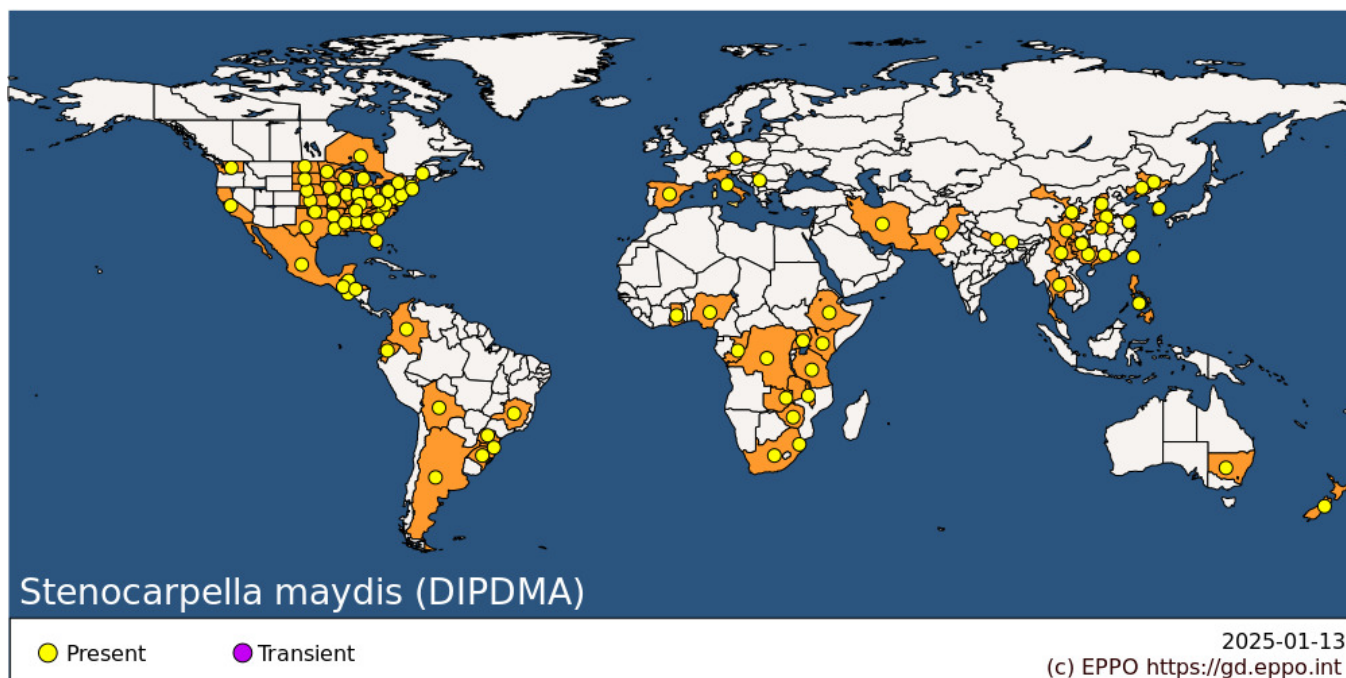 Stenocarpella maydis (DIPDMA)
Present
Transient
2025-01-13
(c) EPPO https://gd.eppo.int